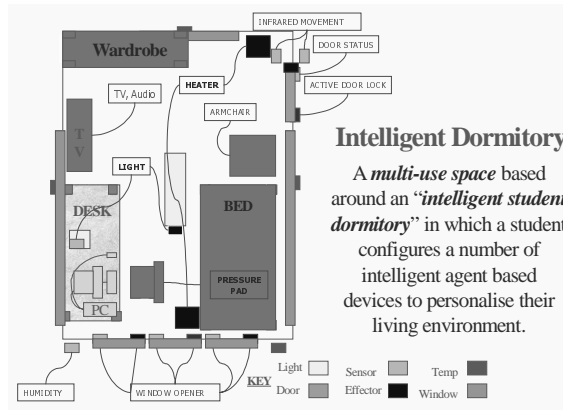 INFRARED MOVEMENT
DOOR STATUS
Wardrobe
HEATER
ACTIVE DOOR LOCK
TV, Audio
ARMCHAIR
T
V
LIGHT
DESK
BED
PRESSURE
PAD
PC
HUMIDITY
WINDOW OPENER
Intelligent Dormitory
A multi-use space based
around an “intelligent student
dormitory” in which a student
configures a number of
intelligent agent based
devices to personalise their
living environment.
KEY
Light
Sensor
Temp
Door
Effector
Window